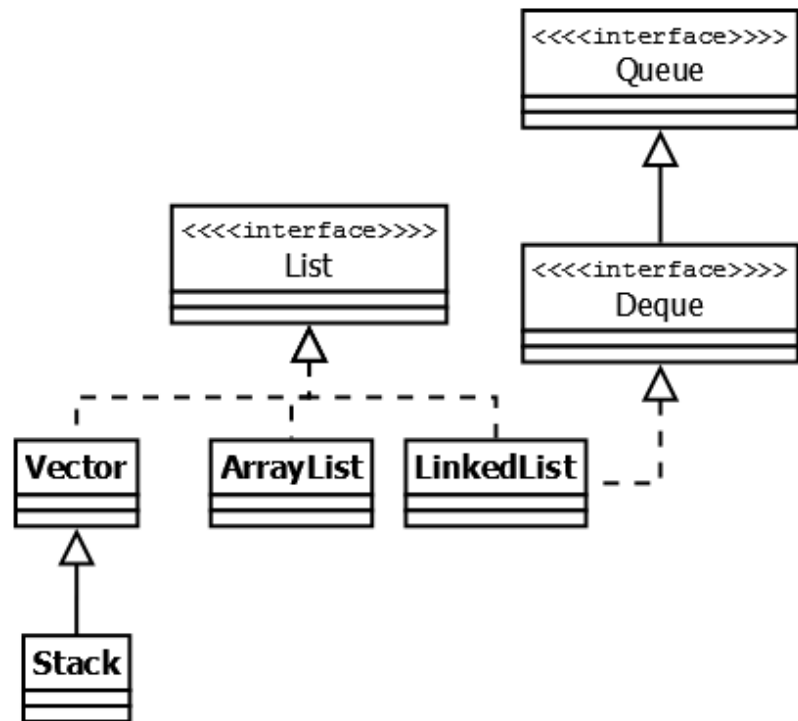 <<<<interface>>>>
Queue
<<<<interface>>>>
List
<<<<interface>>>>
Deque
Vector
ArrayList
LinkedList
Stack